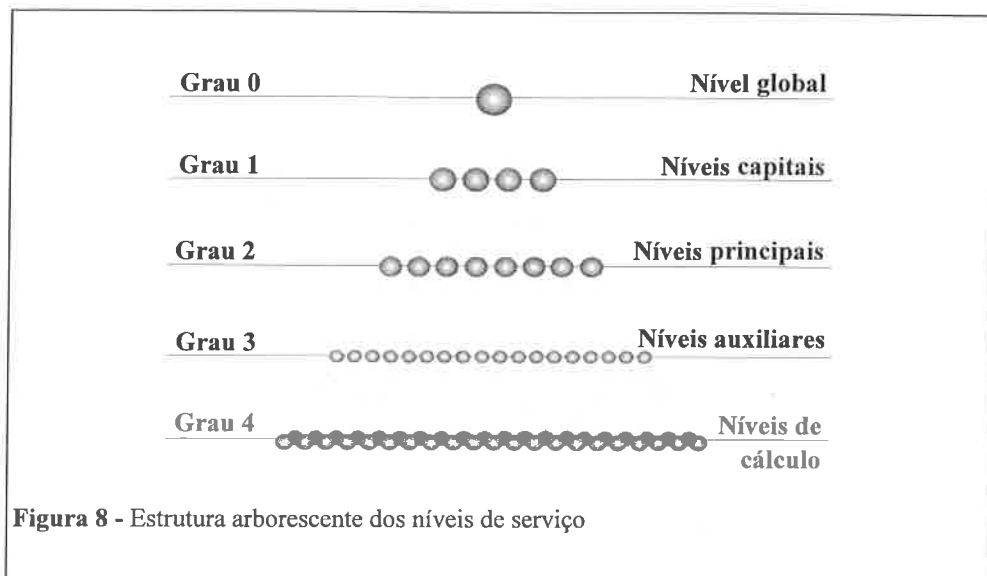 Grau 0 Nível global
Grau 1 Níveis capitais
Grau 2 Níveis principais
Grau 3 Níveis auxiliares
Grau 4 Níveis de
cálculo
Figura 8 - Estrutura arborescente dos níveis de serviço